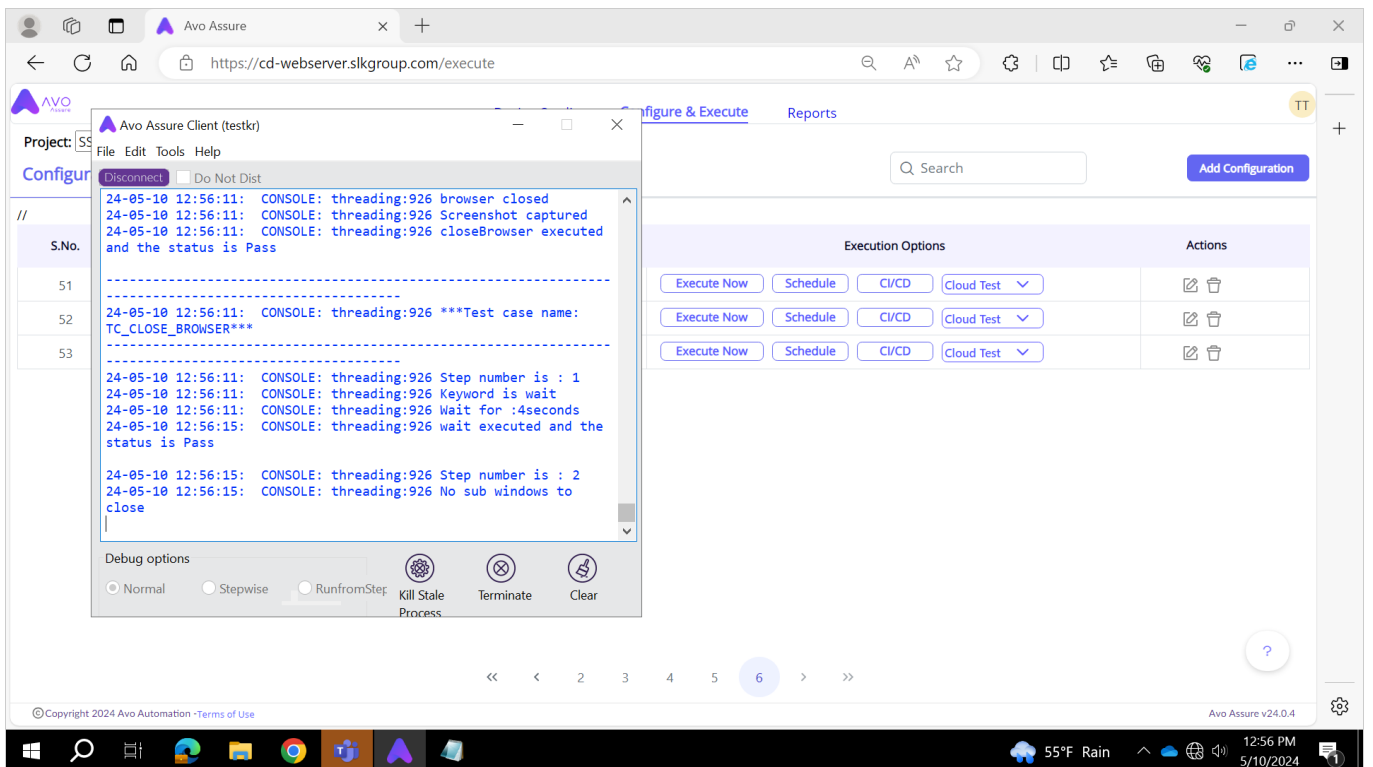 Avo Assure
https://cd-webserver.slkgroup.com/execute
AVO
Assure
Configure & Execute
Reports
TT
Project:
Search
Add Configuration
//
S.No.
Execution Options
Actions
51
Execute Now
Schedule
CI/CD
Cloud Test
52
Execute Now
Schedule
CI/CD
Cloud Test
53
Execute Now
Schedule
CI/CD
Cloud Test
Avo Assure Client (testkr)
File Edit Tools Help
Disconnect
Do Not Dist
24-05-10 12:56:11: CONSOLE: threading:926 browser closed
24-05-10 12:56:11: CONSOLE: threading:926 Screenshot captured
24-05-10 12:56:11: CONSOLE: threading:926 closeBrowser executed
and the status is Pass
----------------------------------------------------------------
--------------------------------------
24-05-10 12:56:11: CONSOLE: threading:926 ***Test case name:
TC_CLOSE_BROWSER***
----------------------------------------------------------------
--------------------------------------
24-05-10 12:56:11: CONSOLE: threading:926 Step number is : 1
24-05-10 12:56:11: CONSOLE: threading:926 Keyword is wait
24-05-10 12:56:11: CONSOLE: threading:926 Wait for :4seconds
24-05-10 12:56:15: CONSOLE: threading:926 wait executed and the
status is Pass
24-05-10 12:56:15: CONSOLE: threading:926 Step number is : 2
24-05-10 12:56:15: CONSOLE: threading:926 No sub windows to
close
Debug options
Normal
Stepwise
RunfromStep
Kill Stale
Process
Terminate
Clear
?
<< < 2 3 4 5 6 > >>
©Copyright 2024 Avo Automation -Terms of Use
Avo Assure v24.0.4
55°F Rain
12:56 PM
5/10/2024
1